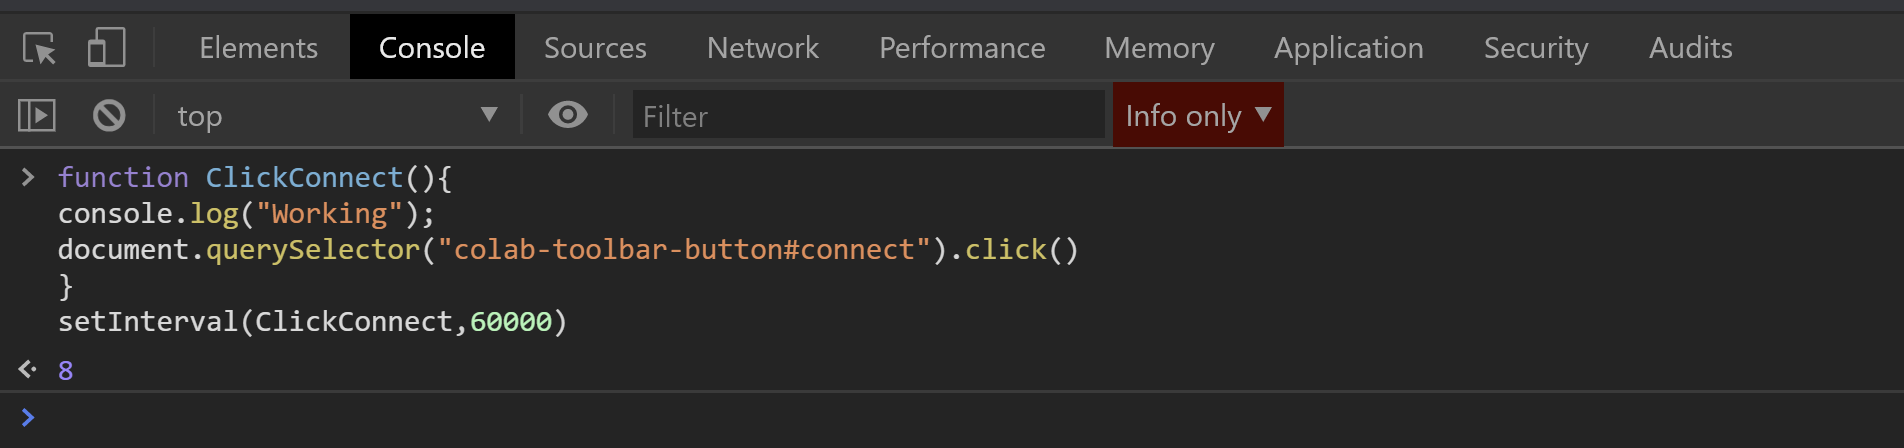 Elements Console Sources Network Performance Memory Application Security Audits
top Filter Info only
function ClickConnect(){
console.log("Working");
document.querySelector("colab-toolbar-button#connect").click()
}
setInterval(ClickConnect,60000)
8